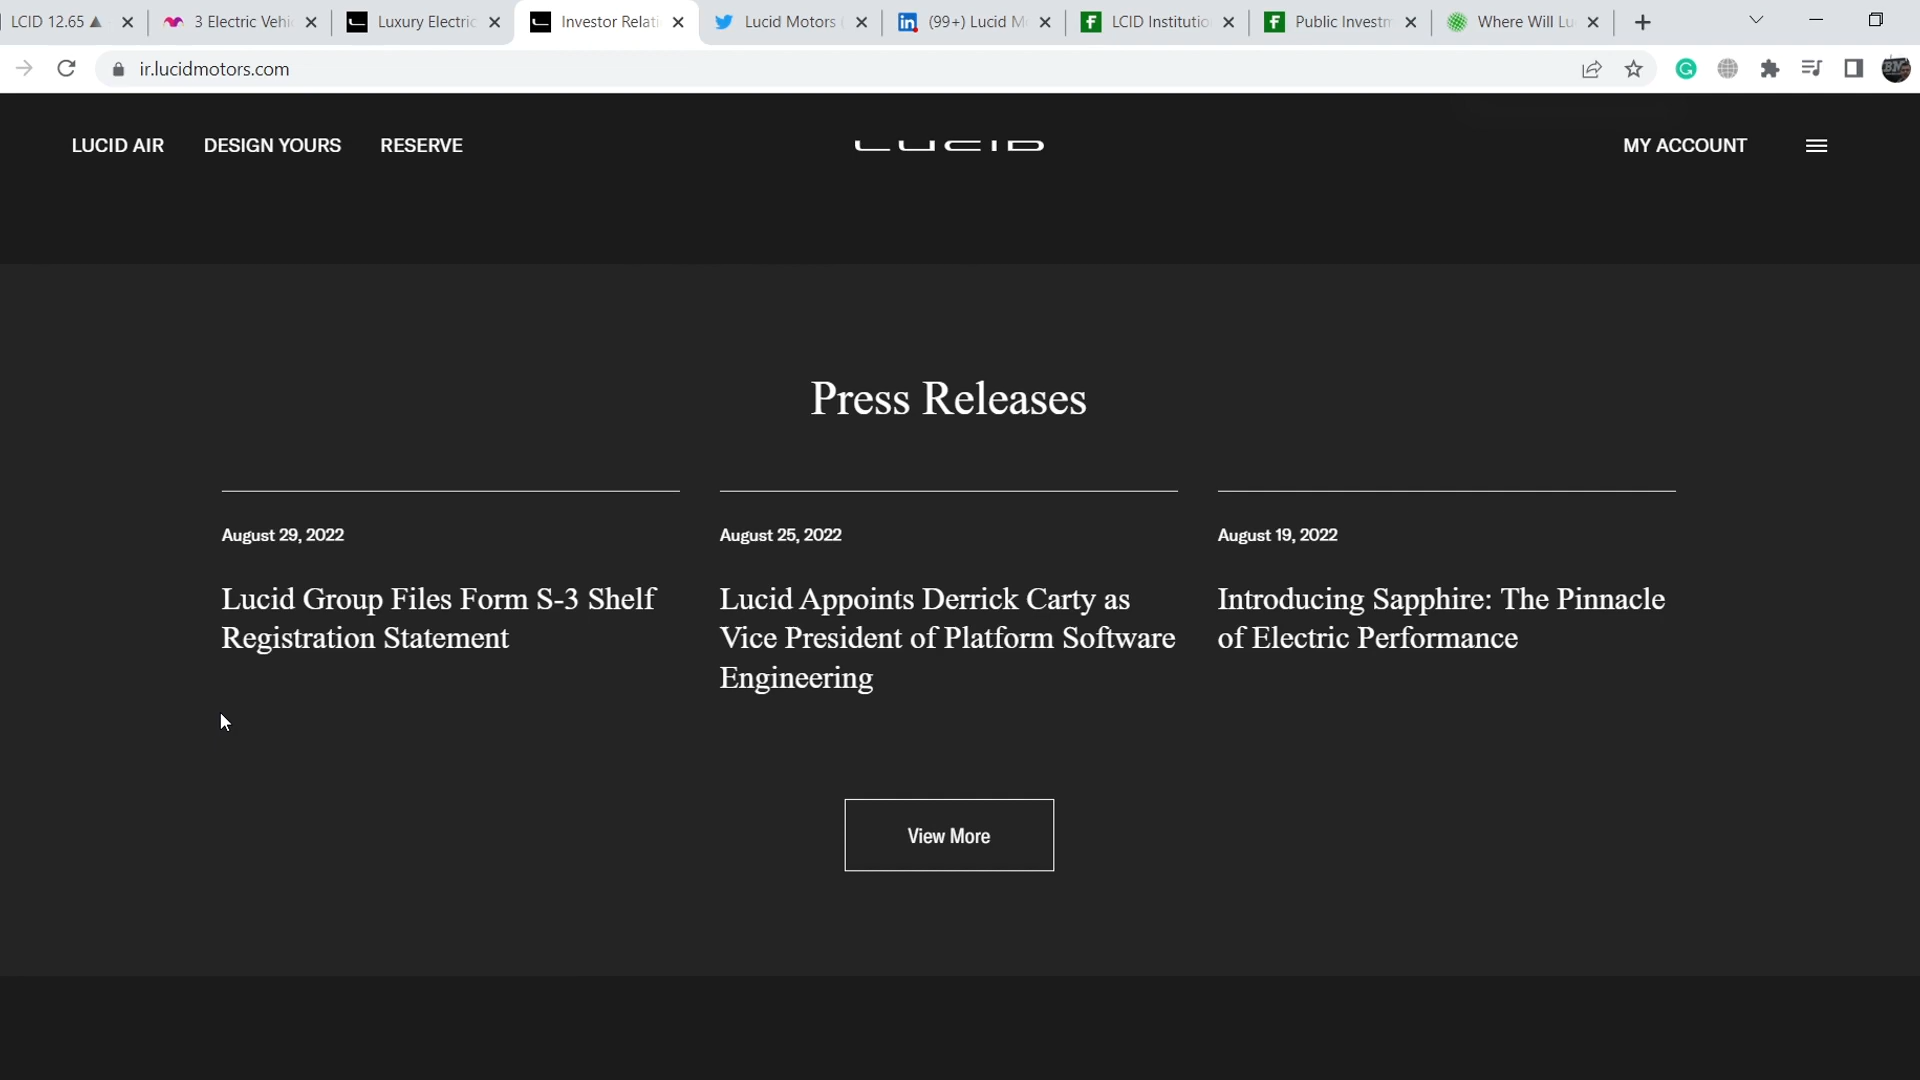 LCID 12.65 ▲
3 Electric Vehi
Luxury Electric
Investor Relati
Lucid Motors (
(99+) Lucid M
LCID Institutio
Public Investm
Where Will Lu
ir.lucidmotors.com
LUCID AIR
DESIGN YOURS
RESERVE
LUCID
MY ACCOUNT
Press Releases
August 29, 2022
Lucid Group Files Form S-3 Shelf
Registration Statement
August 25, 2022
Lucid Appoints Derrick Carty as
Vice President of Platform Software
Engineering
August 19, 2022
Introducing Sapphire: The Pinnacle
of Electric Performance
View More